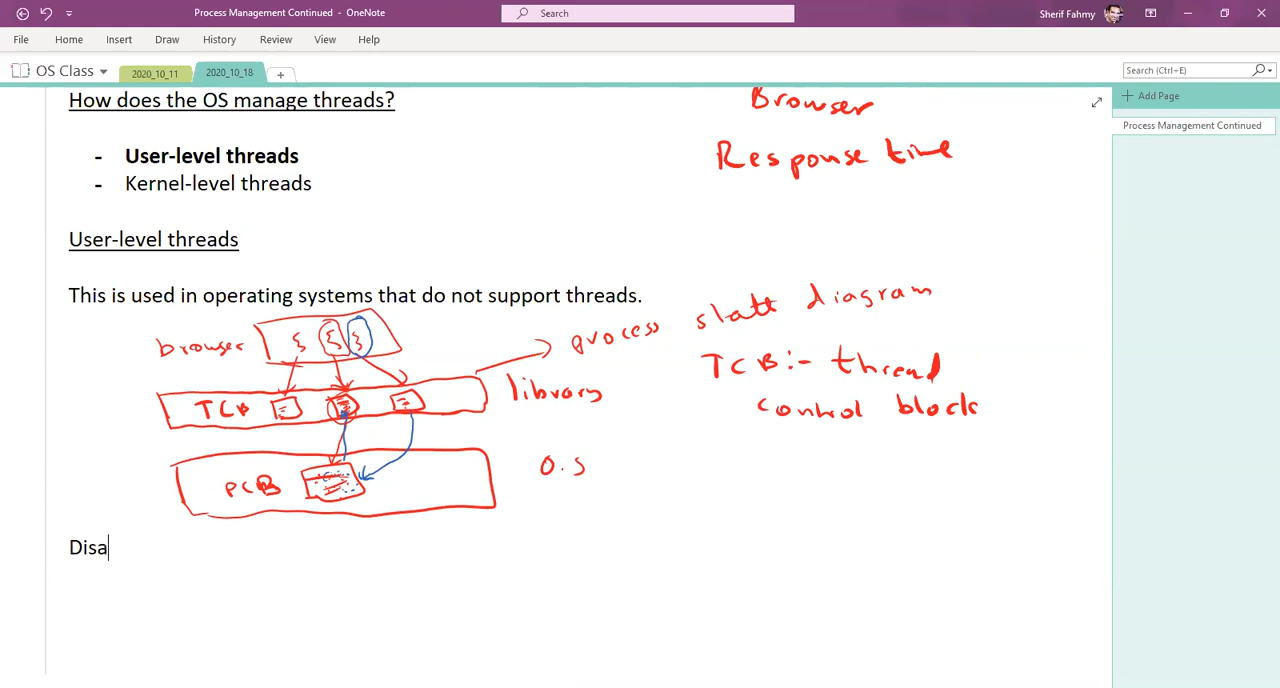 Process Management Continued - OneNote
Search
Sherif Fahmy
File Home Insert Draw History Review View Help
OS Class
2020_10_11
2020_10_18
Search (Ctrl+E)
Add Page
Process Management Continued
How does the OS manage threads?
- User-level threads
- Kernel-level threads
Browser
Response time
User-level threads
This is used in operating systems that do not support threads.
browser
process
library
TCB
PCB
O.S
state diagram
TCB:- thread
control block
Disa